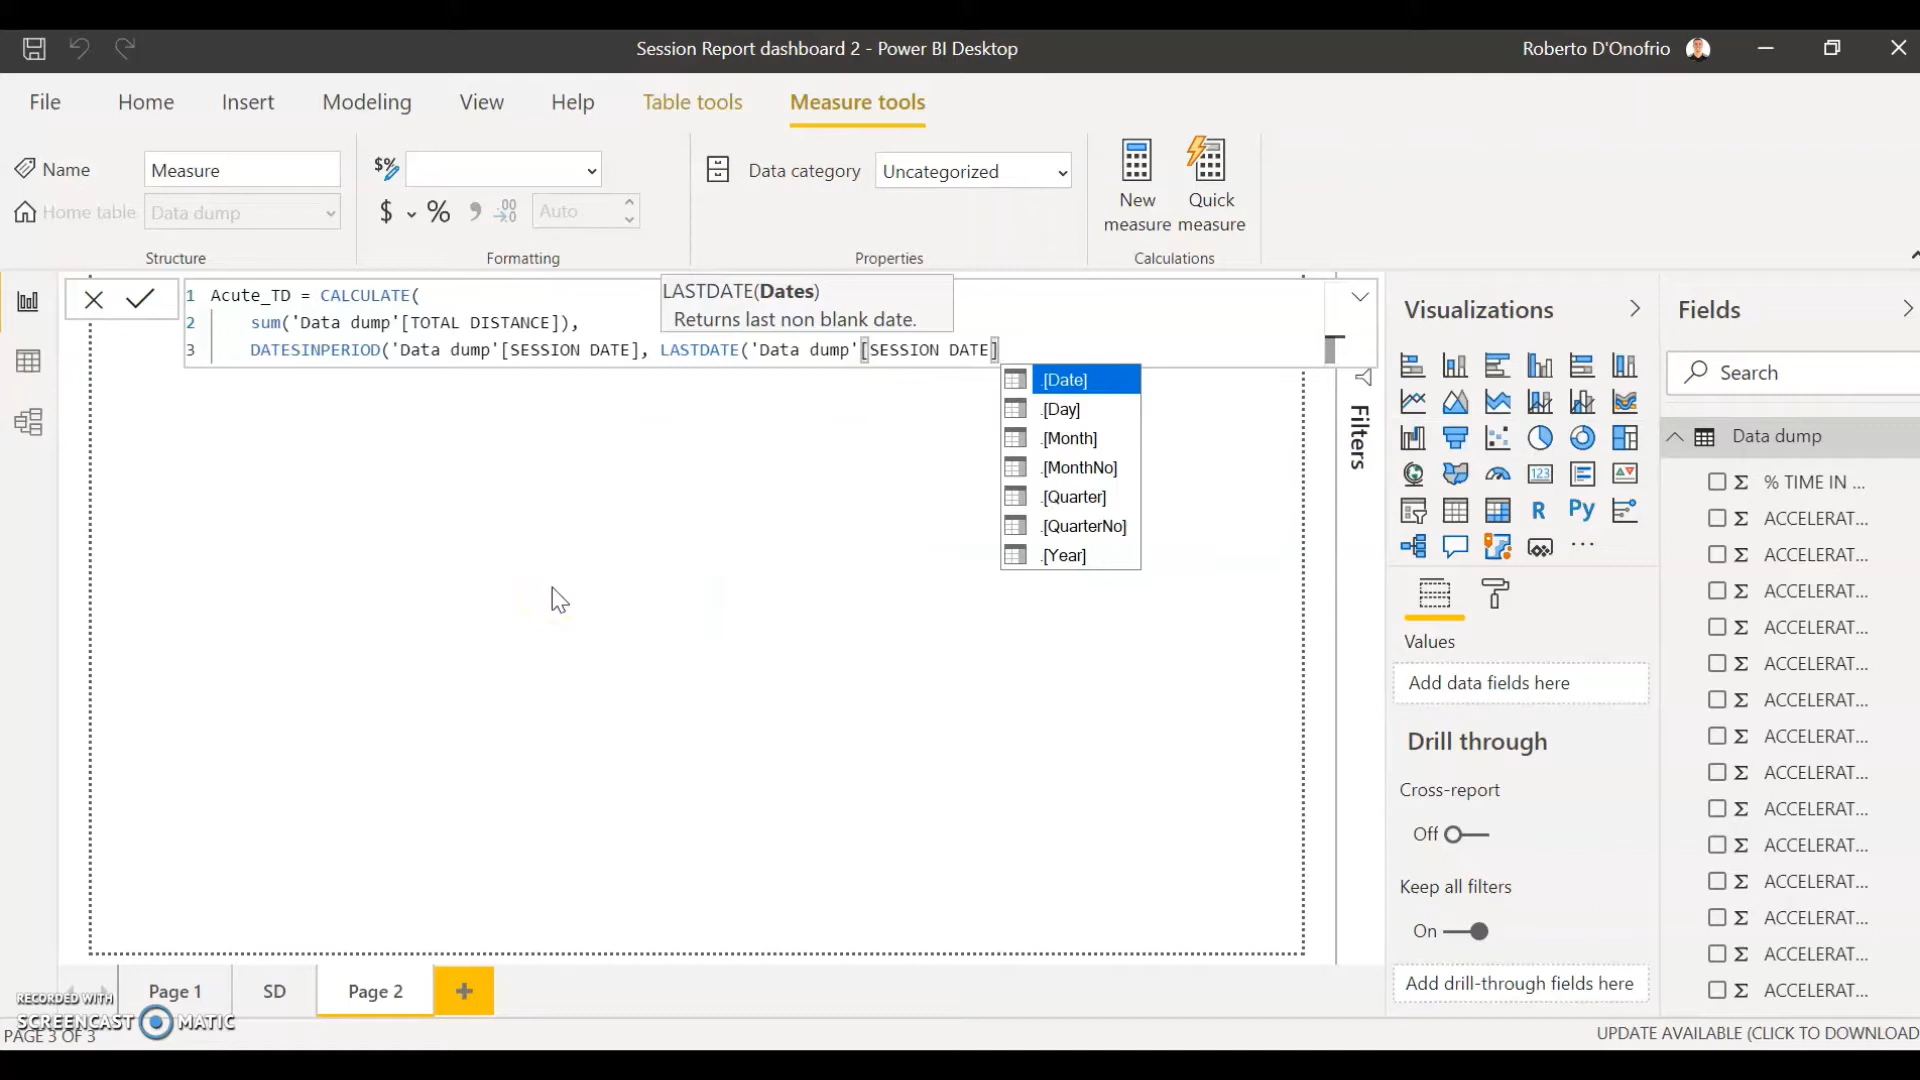 Session Report dashboard 2 - Power BI Desktop
Roberto D'Onofrio
File Home Insert Modeling View Help Table tools Measure tools
Name Measure
Home table Data dump
Structure
$%
$ % 9 .00 Auto
Formatting
Data category Uncategorized
Properties
New measure
Quick measure
Calculations
1 Acute_TD = CALCULATE(
2 sum('Data dump'[TOTAL DISTANCE]),
3 DATESINPERIOD('Data dump'[SESSION DATE], LASTDATE('Data dump'[SESSION DATE]
LASTDATE(Dates)
Returns last non blank date.
.[Date]
.[Day]
.[Month]
.[MonthNo]
.[Quarter]
.[QuarterNo]
.[Year]
Filters
Visualizations
123
R Py
Values
Add data fields here
Drill through
Cross-report
Off
Keep all filters
On
Add drill-through fields here
Fields
Search
Data dump
% TIME IN ...
ACCELERAT...
ACCELERAT...
ACCELERAT...
ACCELERAT...
ACCELERAT...
ACCELERAT...
ACCELERAT...
ACCELERAT...
ACCELERAT...
ACCELERAT...
ACCELERAT...
ACCELERAT...
ACCELERAT...
ACCELERAT...
Page 1 SD Page 2 +
RECORDED WITH
SCREENCAST MATIC
PAGE 3 OF 3
UPDATE AVAILABLE (CLICK TO DOWNLOAD